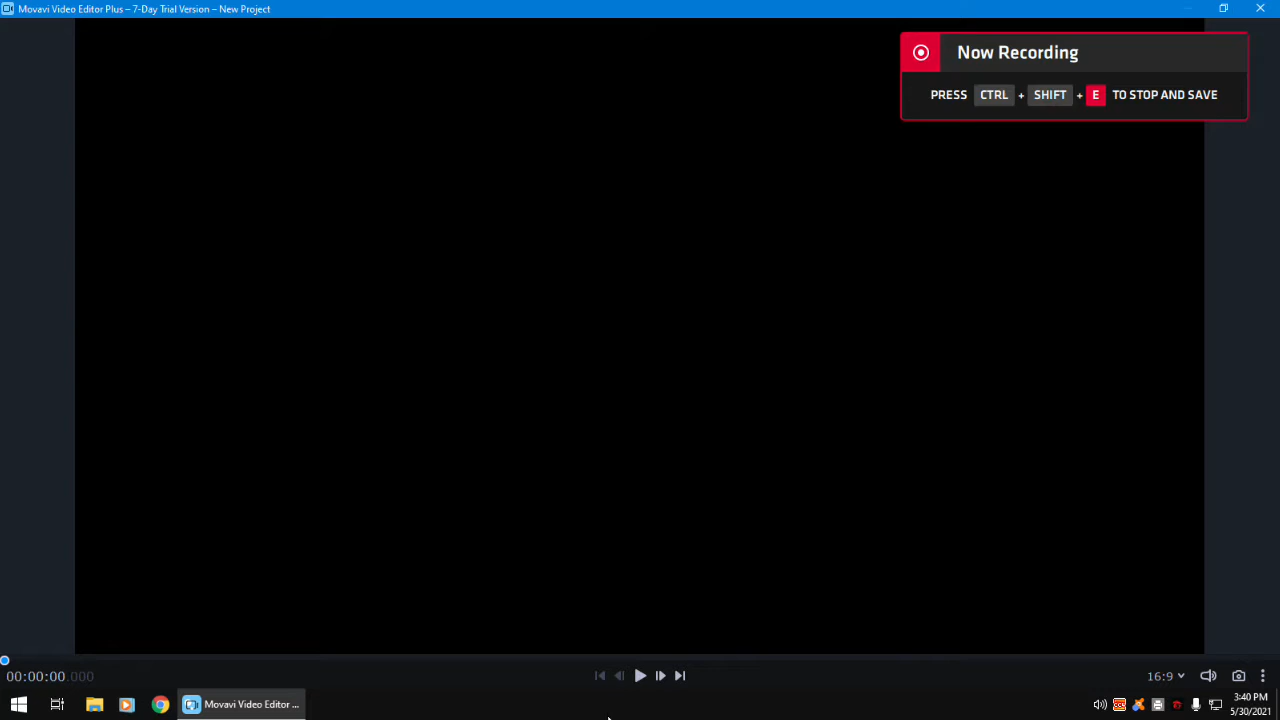 Movavi Video Editor Plus – 7-Day Trial Version – New Project
Now Recording
PRESS CTRL + SHIFT + E TO STOP AND SAVE
00:00:00.000
16:9
Movavi Video Editor ...
3:40 PM
5/30/2021